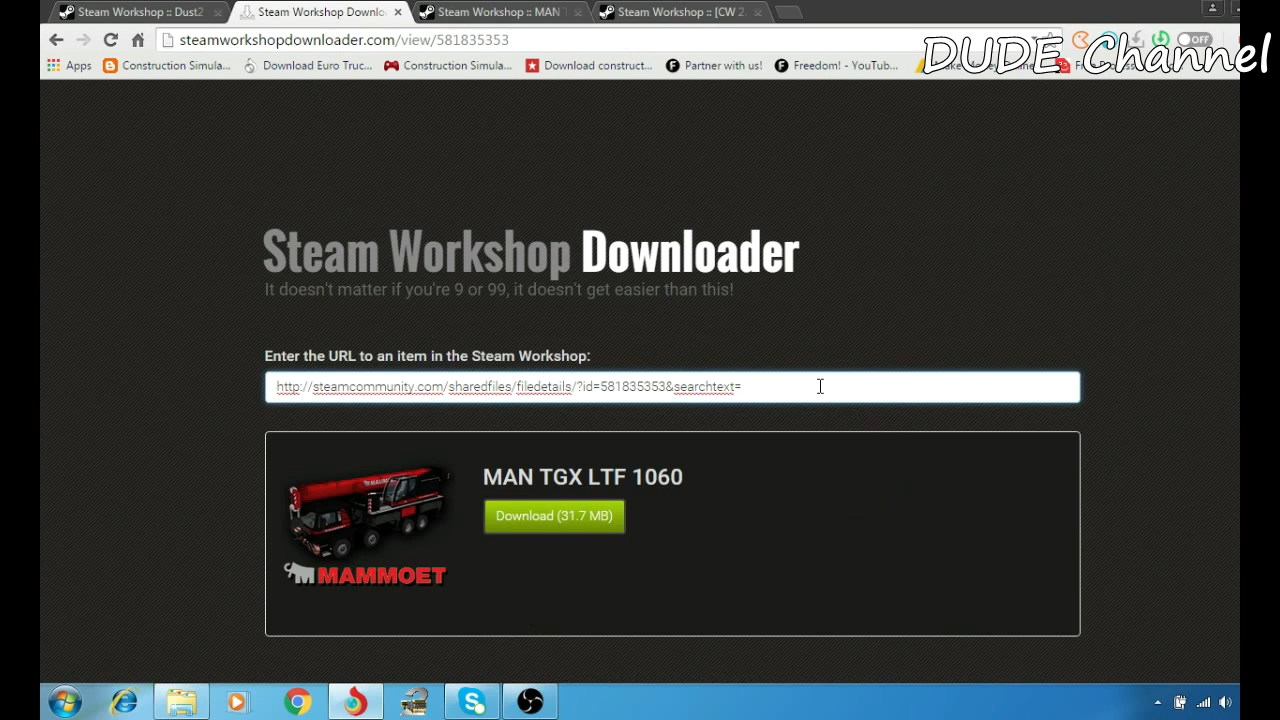 Steam Workshop :: Dust2
Steam Workshop Downlo
Steam Workshop :: MAN T
Steam Workshop :: [CW 2.
steamworkshopdownloader.com/view/581835353
OFF
DUDE Channel
Apps
Construction Simula...
Download Euro Truc...
Construction Simula...
Download construct...
Partner with us!
Freedom! - YouTub...
Steam Workshop Downloader
It doesn't matter if you're 9 or 99, it doesn't get easier than this!
Enter the URL to an item in the Steam Workshop:
http://steamcommunity.com/sharedfiles/filedetails/?id=581835353&searchtext=
MAN TGX LTF 1060
Download (31.7 MB)
MAMMOET